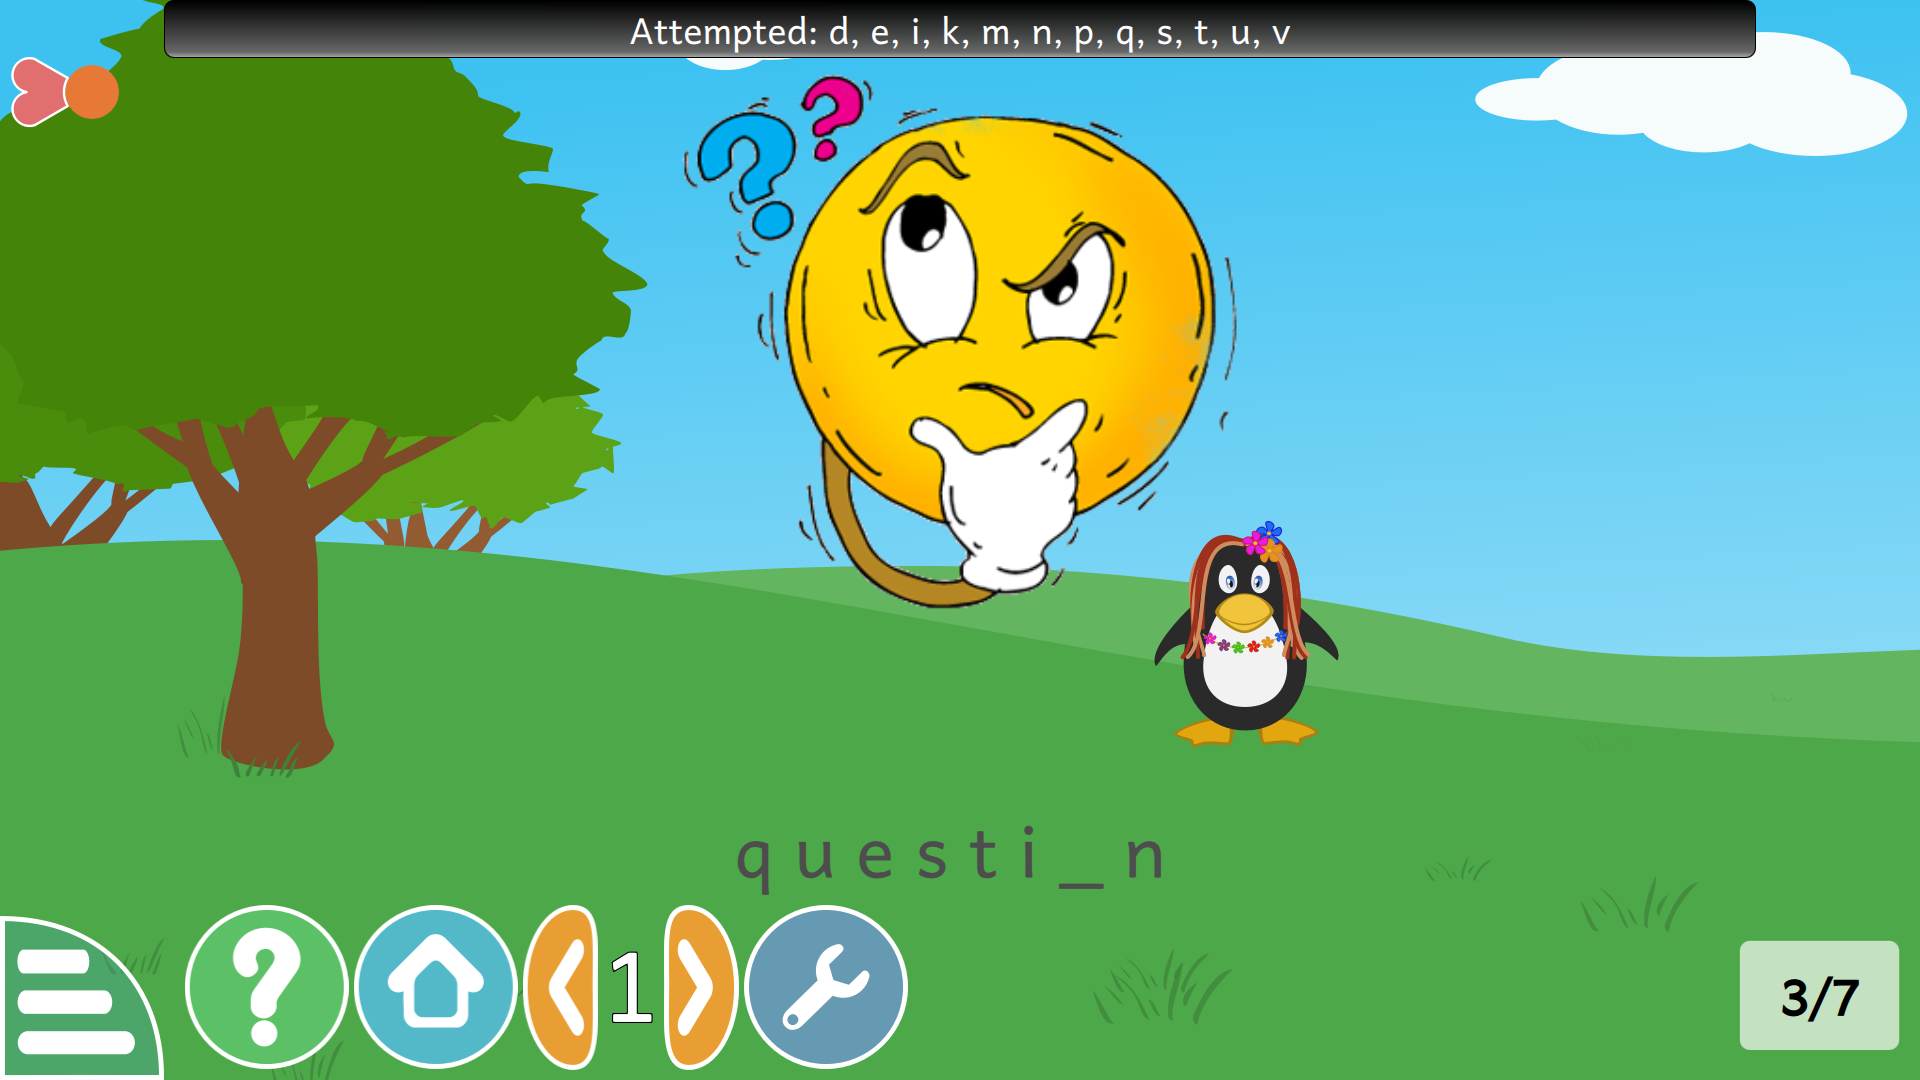 Attempted: d, e, i, k, m, n, p, q, s, t, u, v
q u e s t i _ n
1
3/7